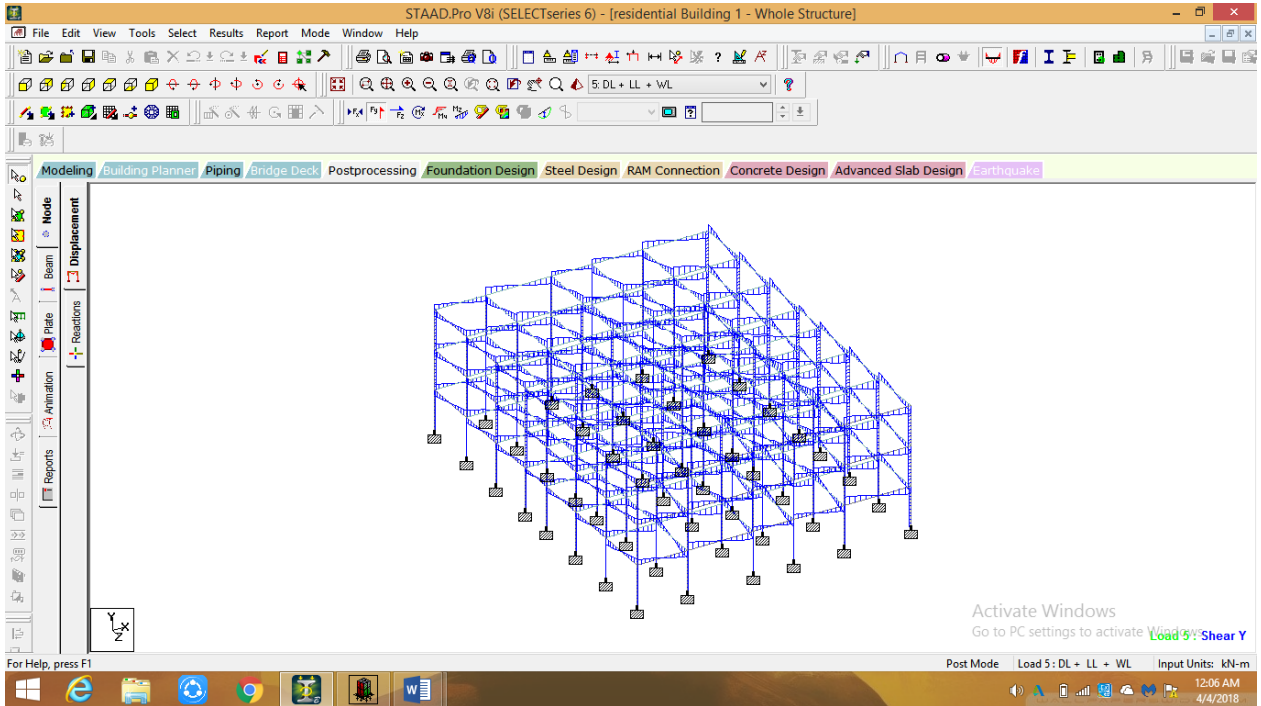 STAAD.Pro V8i (SELECTseries 6) - [residential Building 1 - Whole Structure]
File Edit View Tools Select Results Report Mode Window Help
5: DL + LL + WL
Modeling Building Planner Piping Bridge Deck Postprocessing Foundation Design Steel Design RAM Connection Concrete Design Advanced Slab Design Earthquake
Node
Beam
Plate
Animation
Reports
Displacement
Reactions
Y
X
Z
Activate Windows
Go to PC settings to activate Windows.
Load 5 : Shear Y
For Help, press F1
Post Mode Load 5 : DL + LL + WL Input Units: kN-m
12:06 AM
4/4/2018